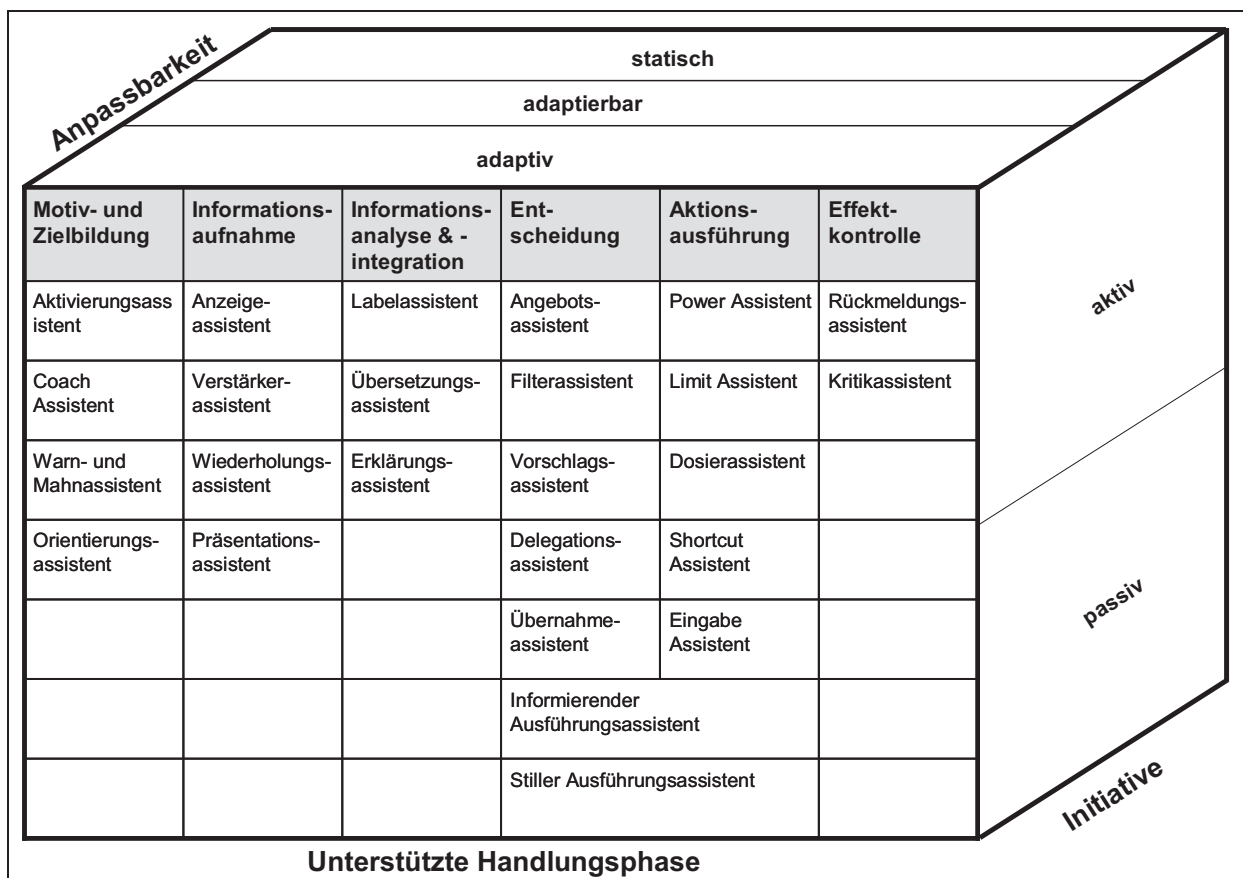 Anpassbarkeit
statisch
adaptierbar
adaptiv
Motiv- und
Zielbildung
Informations-
aufnahme
Informations-
analyse & -
integration
Ent-
scheidung
Aktions-
ausführung
Effekt-
kontrolle
Aktivierungsass
istent
Anzeige-
assistent
Labelassistent
Angebots-
assistent
Power Assistent
Rückmeldungs-
assistent
Coach
Assistent
Verstärker-
assistent
Übersetzungs-
assistent
Filterassistent
Limit Assistent
Kritikassistent
Warn- und
Mahnassistent
Wiederholungs-
assistent
Erklärungs-
assistent
Vorschlags-
assistent
Dosierassistent
Orientierungs-
assistent
Präsentations-
assistent
Delegations-
assistent
Shortcut
Assistent
Übernahme-
assistent
Eingabe
Assistent
Informierender
Ausführungsassistent
Stiller Ausführungsassistent
aktiv
passiv
Initiative
Unterstützte Handlungsphase